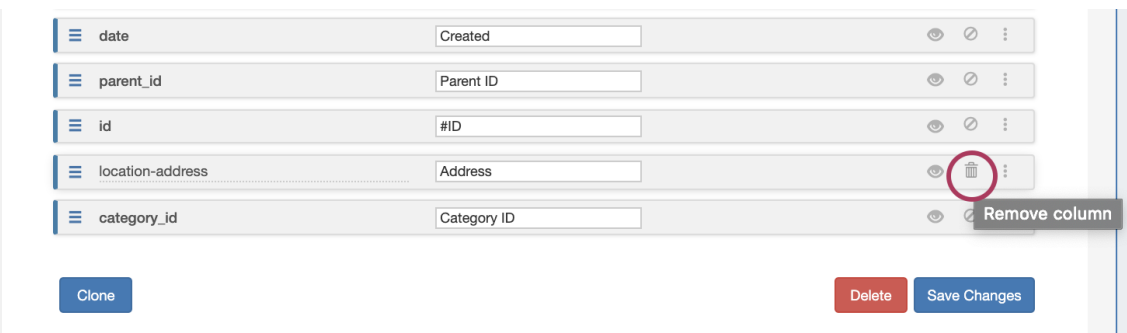 date Created
parent_id Parent ID
id #ID
location-address Address
category_id Category ID
Remove column
Clone Delete Save Changes